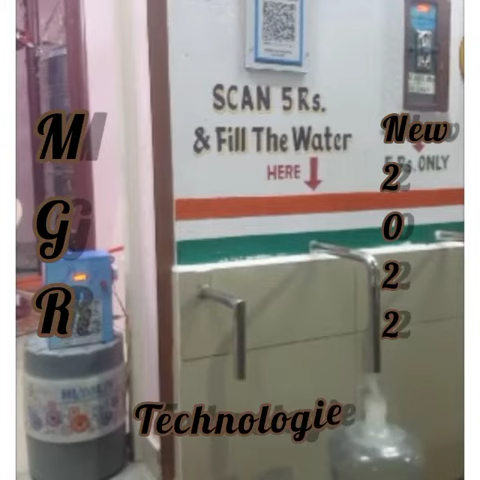 SCAN 5 Rs.
& Fill The Water
HERE
5 Rs. ONLY
M
G
R
New
2
0
2
2
Technologie